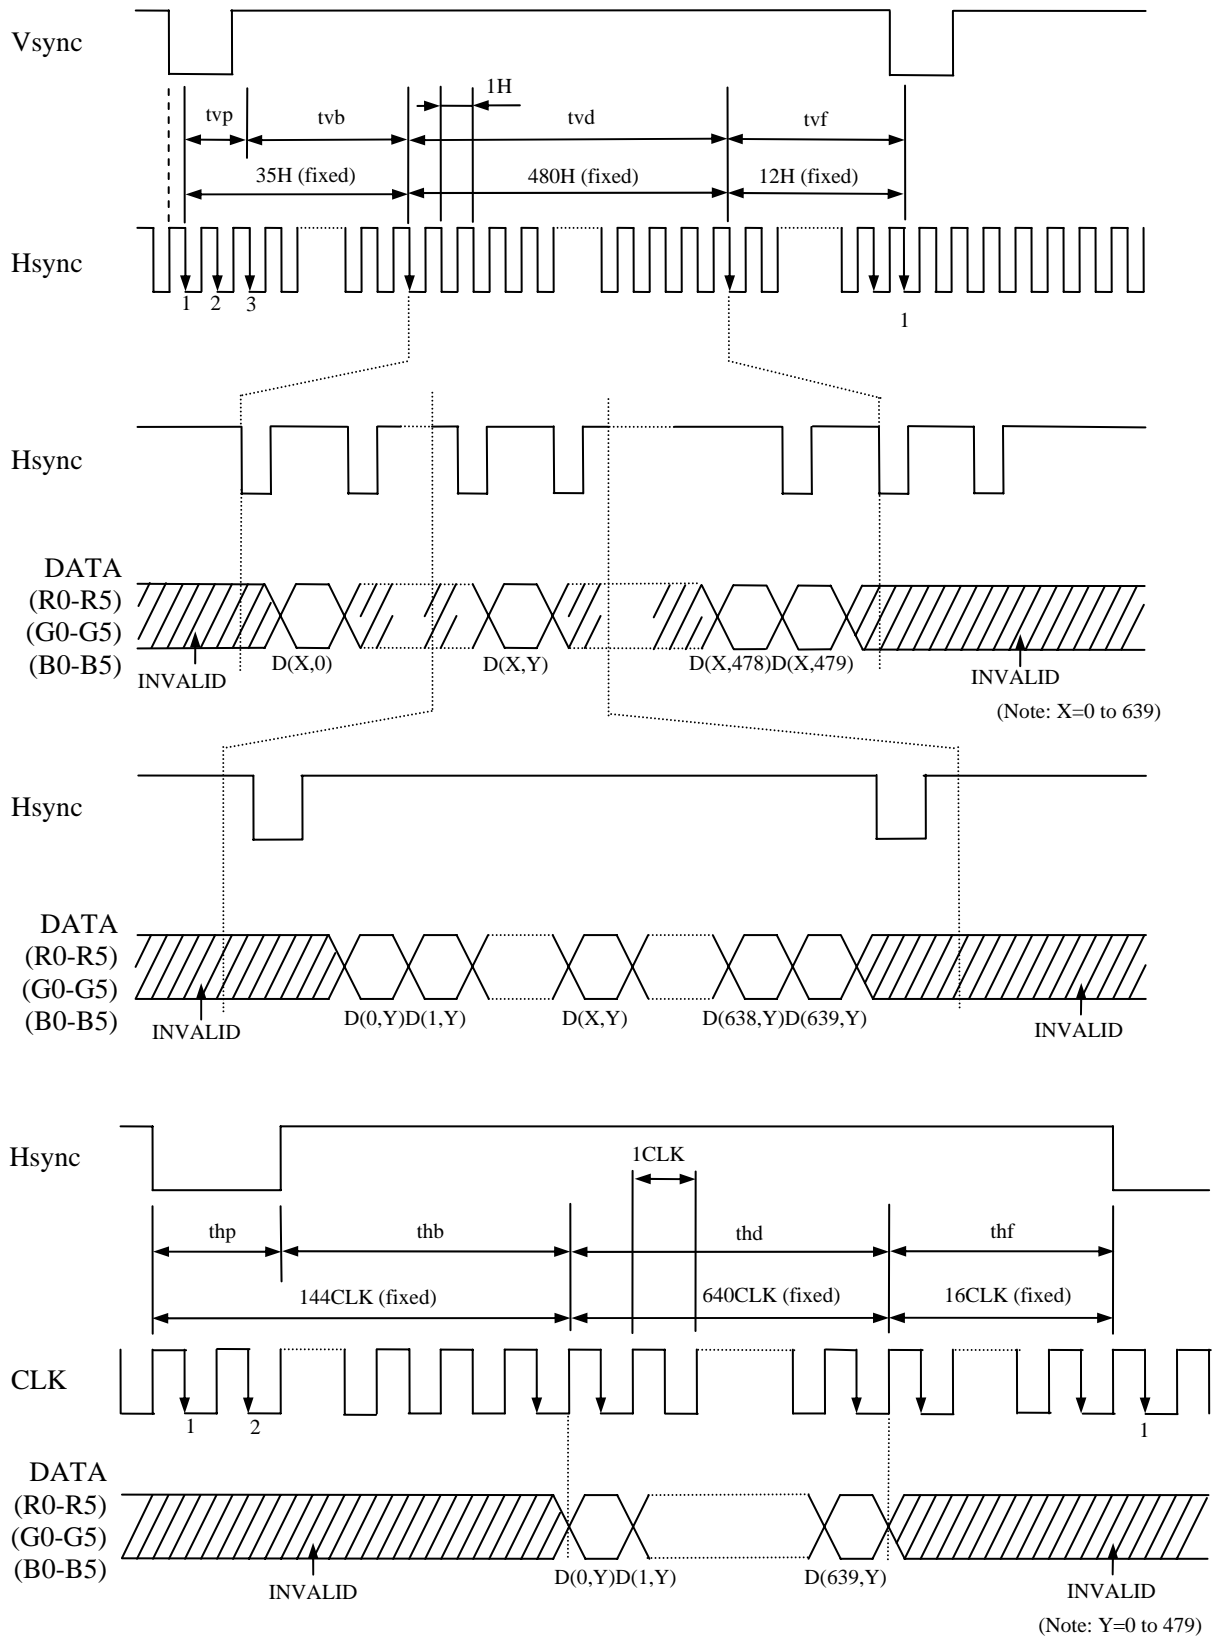 Vsync
1H
tvp tvb tvd tvf
35H (fixed) 480H (fixed) 12H (fixed)
Hsync
1 2 3 1
Hsync
DATA
(R0-R5)
(G0-G5)
(B0-B5)
D(X,0) D(X,Y) D(X,478)D(X,479)
INVALID INVALID
(Note: X=0 to 639)
Hsync
DATA
(R0-R5)
(G0-G5)
(B0-B5)
D(0,Y)D(1,Y) D(X,Y) D(638,Y)D(639,Y)
INVALID INVALID
Hsync
1CLK
thp thb thd thf
144CLK (fixed) 640CLK (fixed) 16CLK (fixed)
CLK
1 2 1
DATA
(R0-R5)
(G0-G5)
(B0-B5)
D(0,Y)D(1,Y) D(639,Y)
INVALID INVALID
(Note: Y=0 to 479)